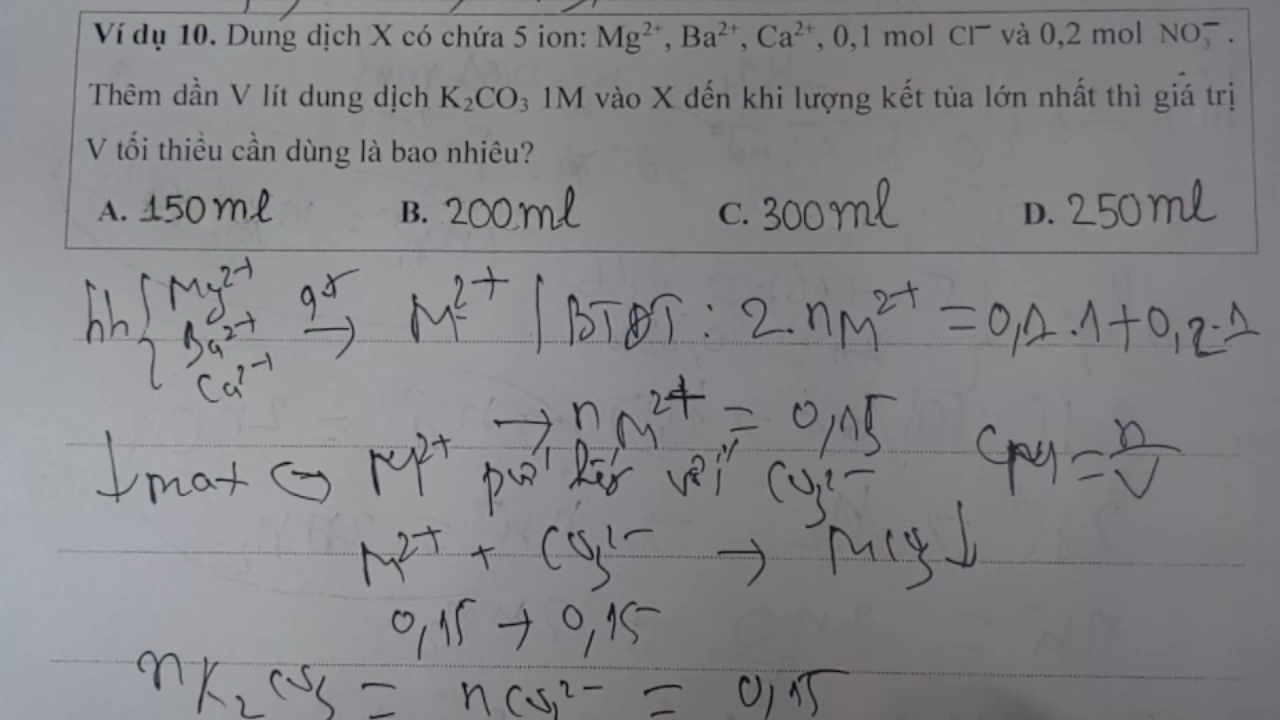 Ví dụ 10. Dung dịch X có chứa 5 ion: Mg²⁺, Ba²⁺, Ca²⁺, 0,1 mol Cl⁻ và 0,2 mol NO₃⁻.
Thêm dần V lít dung dịch K₂CO₃ 1M vào X đến khi lượng kết tủa lớn nhất thì giá trị
V tối thiểu cần dùng là bao nhiêu?
A. 150ml B. 200ml C. 300ml D. 250ml
hh { Mg²⁺ Ba²⁺ Ca²⁺ → M²⁺ | BTĐT: 2.nM²⁺ = 0,1.1+0,2.1
→ nM²⁺ = 0,15 CM = n/V
↓max ⇔ M²⁺ pứ hết với CO₃²⁻
M²⁺ + CO₃²⁻ → MCO₃↓
0,15 → 0,15
nK₂CO₃ = nCO₃²⁻ = 0,15